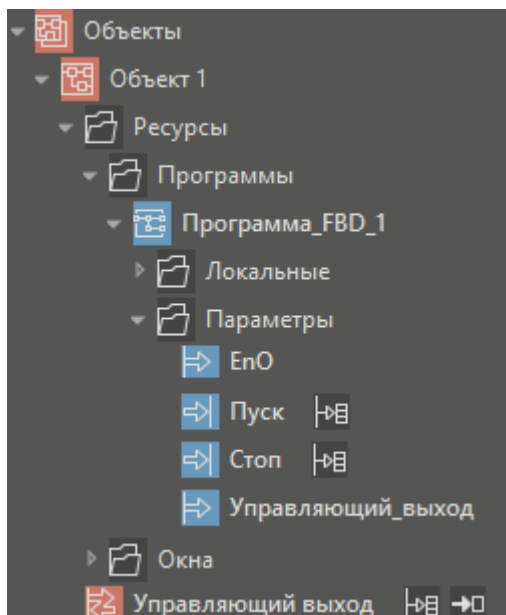 Объекты
Объект 1
Ресурсы
Программы
Программа_FBD_1
Локальные
Параметры
EnO
Пуск
Стоп
Управляющий_выход
Окна
Управляющий выход